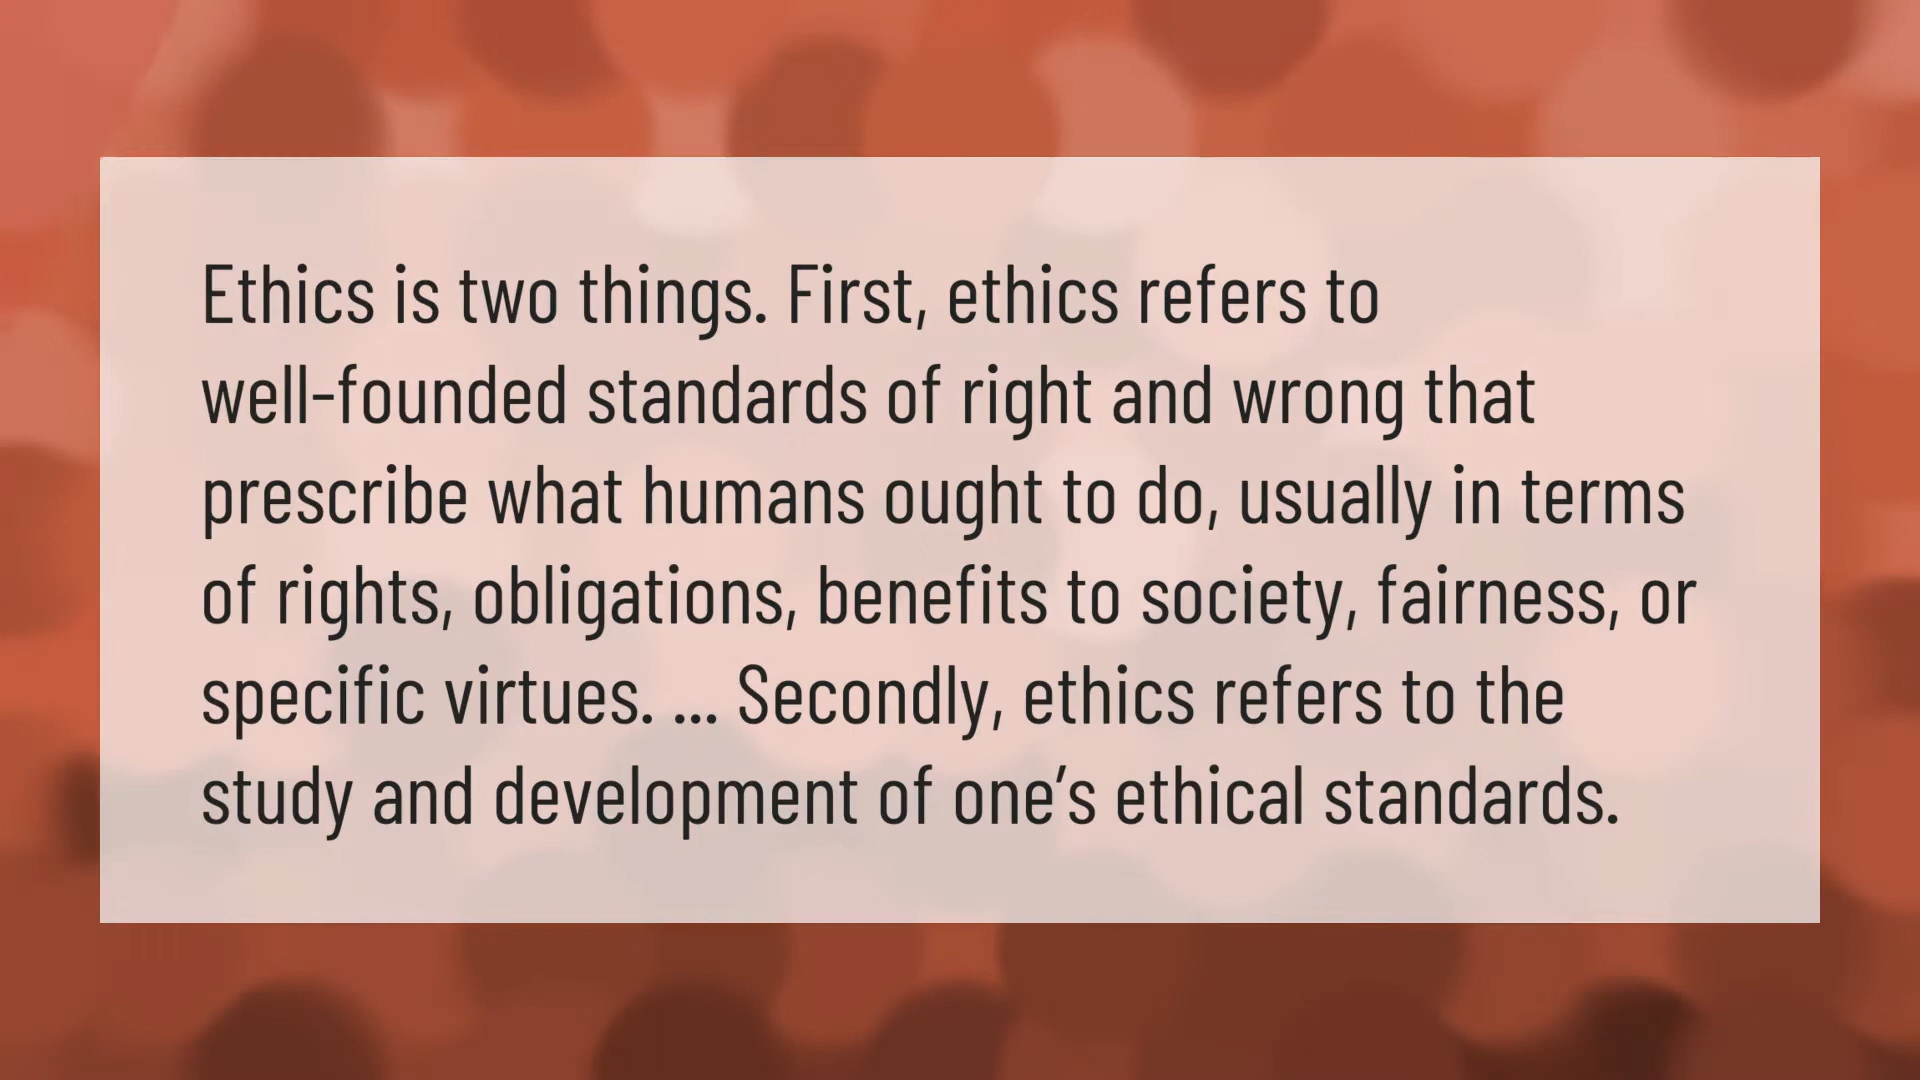 Ethics is two things. First, ethics refers to
well-founded standards of right and wrong that
prescribe what humans ought to do, usually in terms
of rights, obligations, benefits to society, fairness, or
specific virtues. ... Secondly, ethics refers to the
study and development of one’s ethical standards.